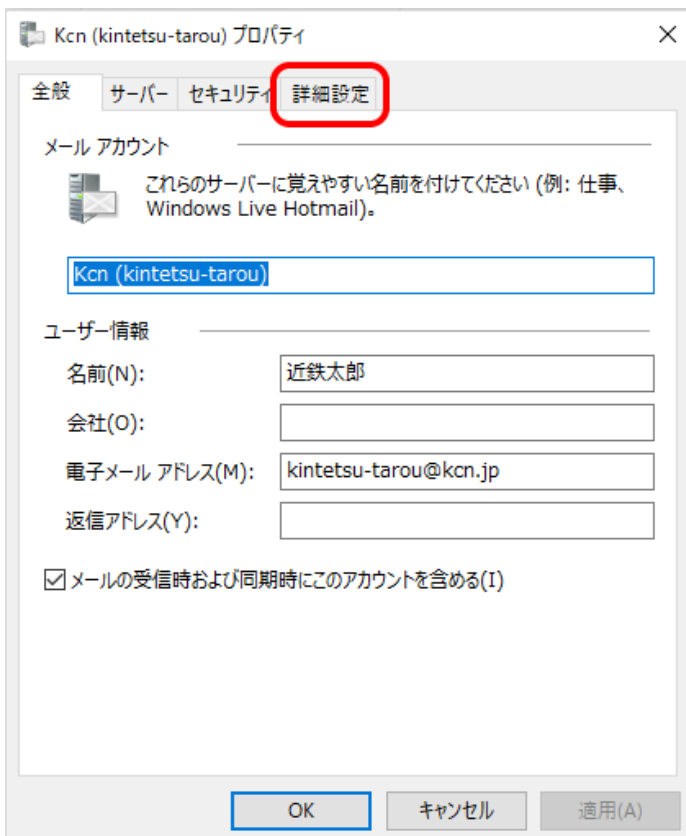 Kcn (kintetsu-tarou) プロパティ
全般 サーバー セキュリティ 詳細設定
メール アカウント
これらのサーバーに覚えやすい名前を付けてください (例: 仕事、
Windows Live Hotmail)。
Kcn (kintetsu-tarou)
ユーザー情報
名前(N): 近鉄太郎
会社(O):
電子メール アドレス(M): kintetsu-tarou@kcn.jp
返信アドレス(Y):
メールの受信時および同期時にこのアカウントを含める(I)
OK キャンセル 適用(A)